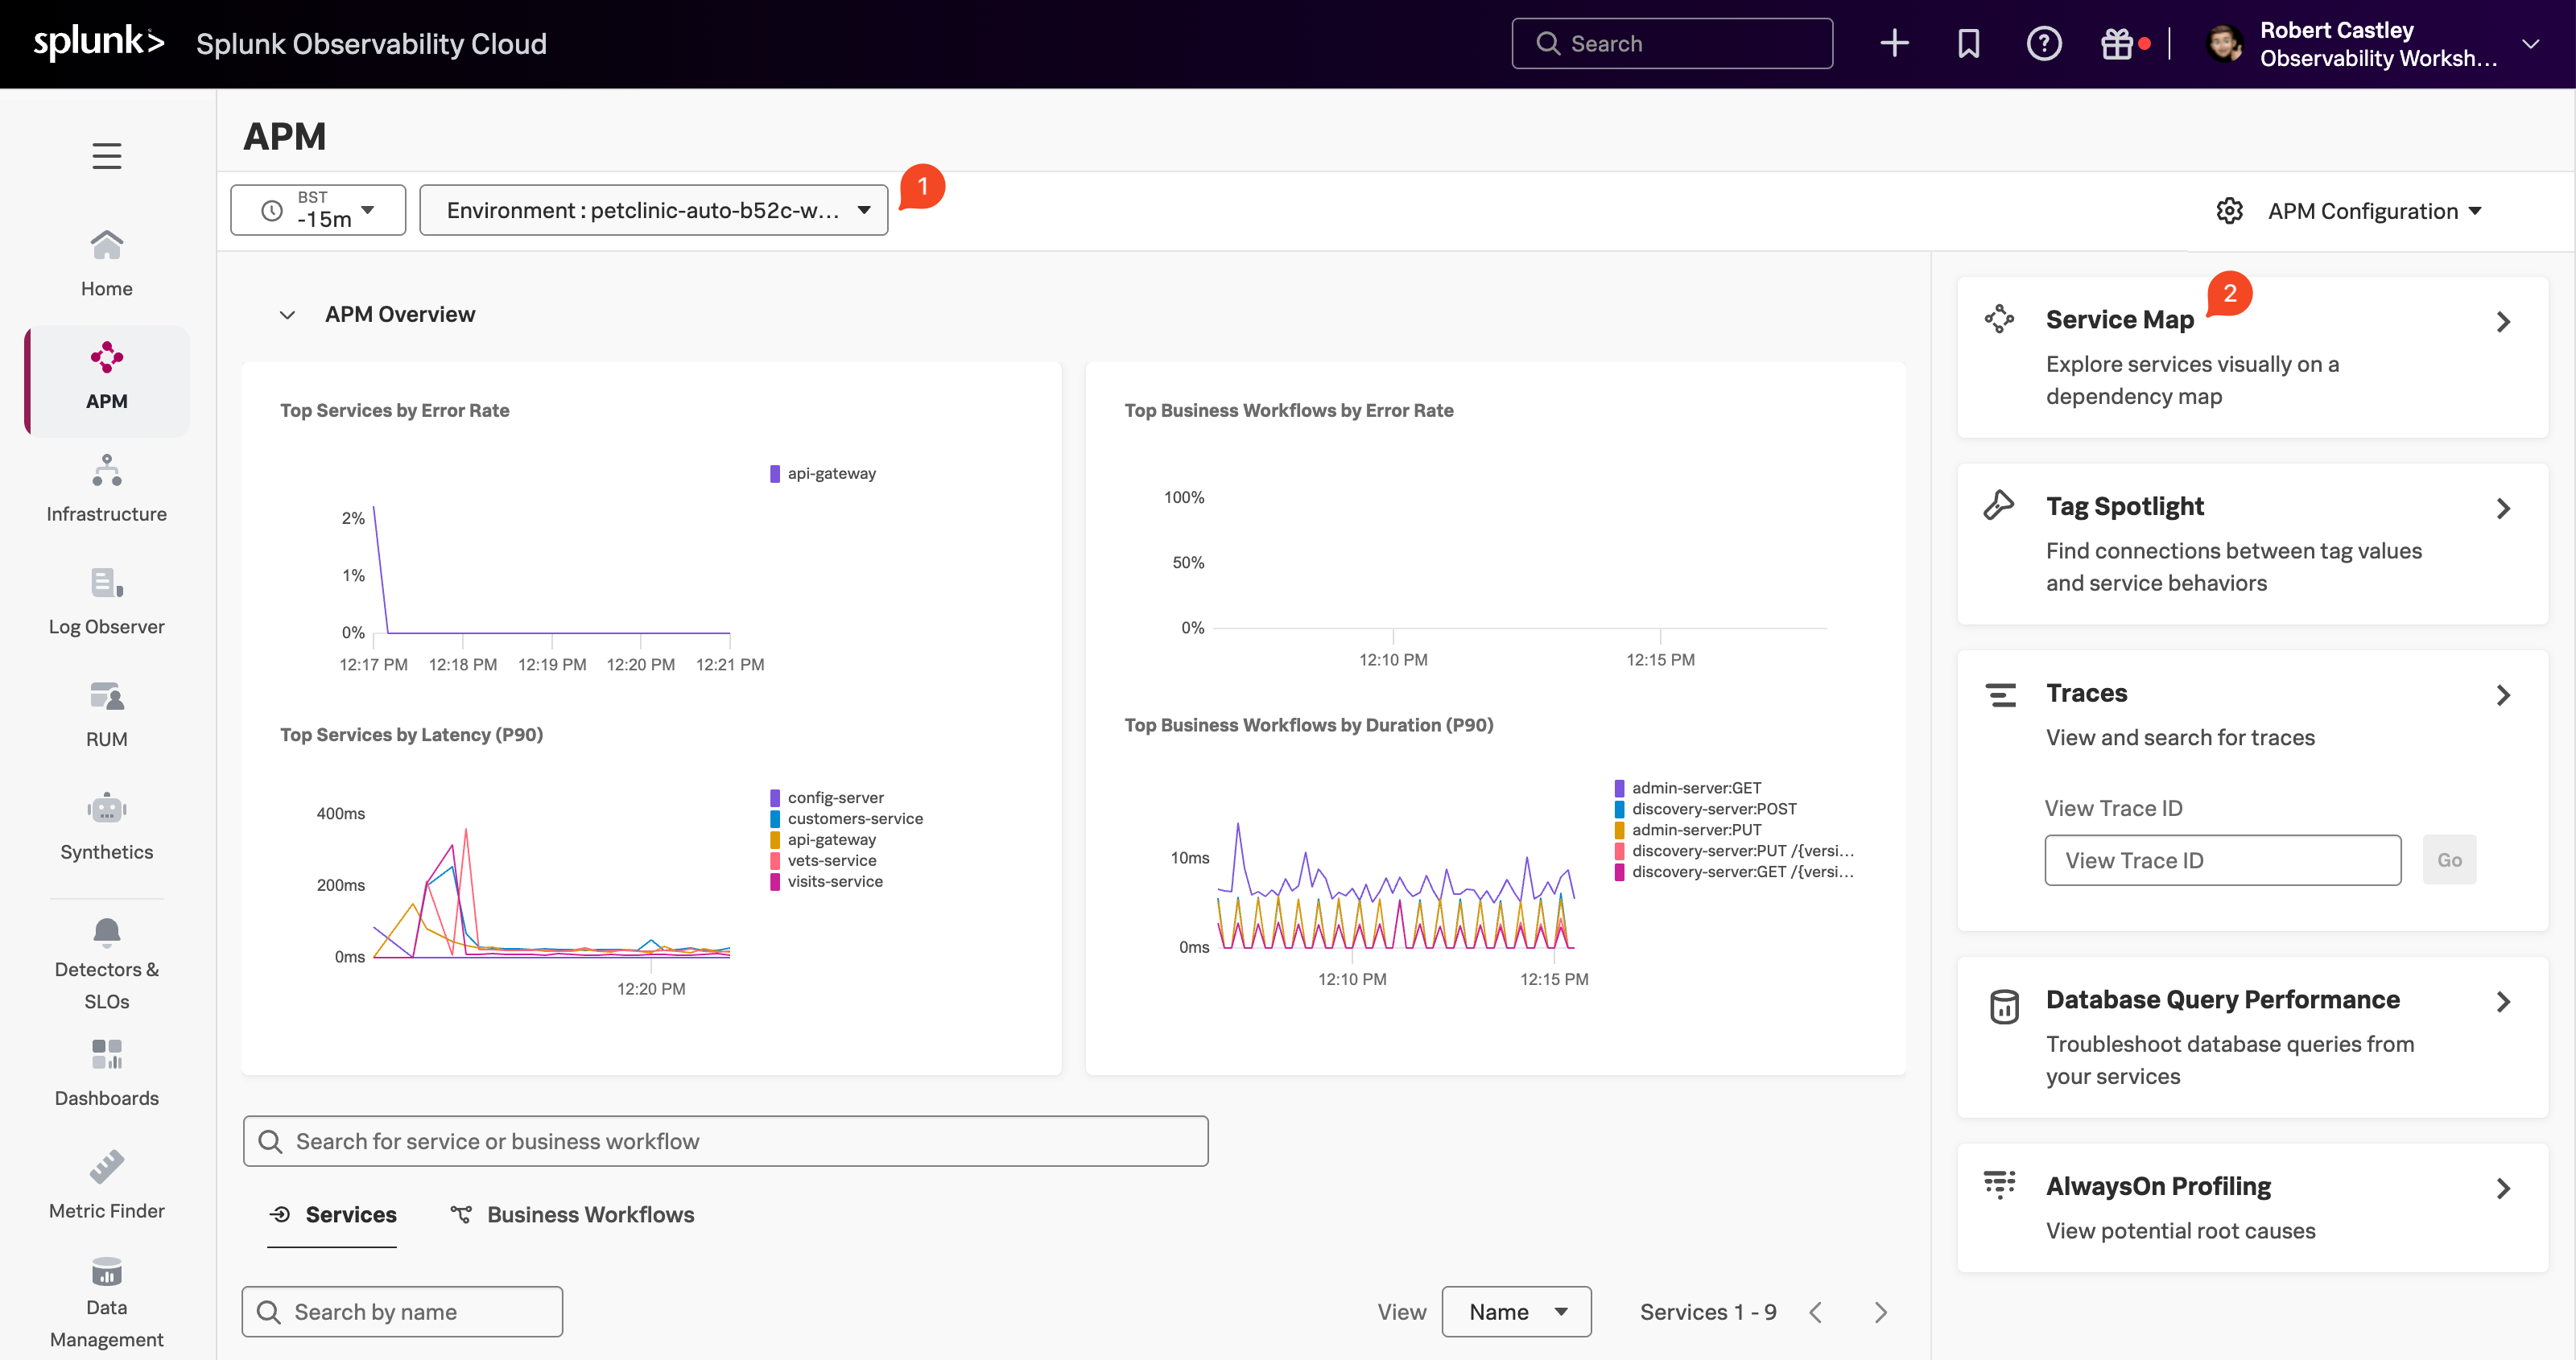 splunk>
Splunk Observability Cloud
Search
Robert Castley
Observability Worksh...
APM
BST
-15m
Environment : petclinic-auto-b52c-w...
1
APM Configuration
Home
APM
Infrastructure
Log Observer
RUM
Synthetics
Detectors &
SLOs
Dashboards
Metric Finder
Data
Management
APM Overview
Top Services by Error Rate
api-gateway
2%
1%
0%
12:17 PM 12:18 PM 12:19 PM 12:20 PM 12:21 PM
Top Services by Latency (P90)
config-server
customers-service
api-gateway
vets-service
visits-service
400ms
200ms
0ms
12:20 PM
Top Business Workflows by Error Rate
100%
50%
0%
12:10 PM 12:15 PM
Top Business Workflows by Duration (P90)
admin-server:GET
discovery-server:POST
admin-server:PUT
discovery-server:PUT /{versi...
discovery-server:GET /{versi...
10ms
0ms
12:10 PM 12:15 PM
Search for service or business workflow
Services Business Workflows
Search by name
View Name Services 1 - 9
2
Service Map
Explore services visually on a
dependency map
Tag Spotlight
Find connections between tag values
and service behaviors
Traces
View and search for traces
View Trace ID
View Trace ID Go
Database Query Performance
Troubleshoot database queries from
your services
AlwaysOn Profiling
View potential root causes